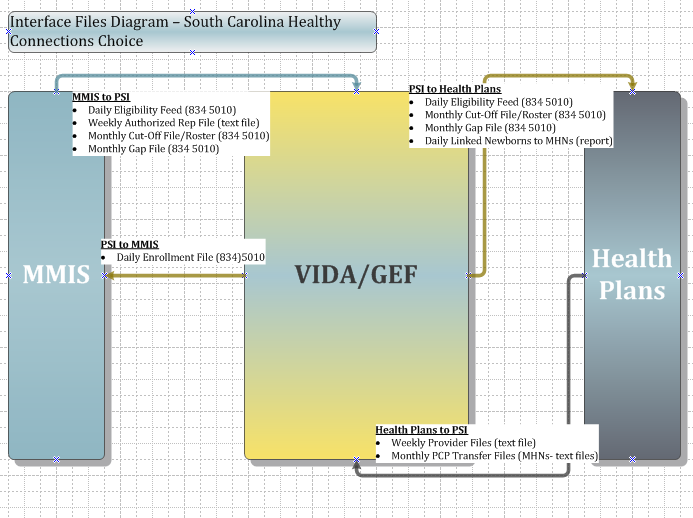 Interface Files Diagram – South Carolina Healthy
Connections Choice
MMIS to PSI
• Daily Eligibility Feed (834 5010)
• Weekly Authorized Rep File (text file)
• Monthly Cut-Off File/Roster (834 5010)
• Monthly Gap File (834 5010)
PSI to Health Plans
• Daily Eligibility Feed (834 5010)
• Monthly Cut-Off File/Roster (834 5010)
• Monthly Gap File (834 5010)
• Daily Linked Newborns to MHNs (report)
PSI to MMIS
• Daily Enrollment File (834)5010
MMIS
VIDA/GEF
Health
Plans
Health Plans to PSI
• Weekly Provider Files (text file)
• Monthly PCP Transfer Files (MHNs- text files)